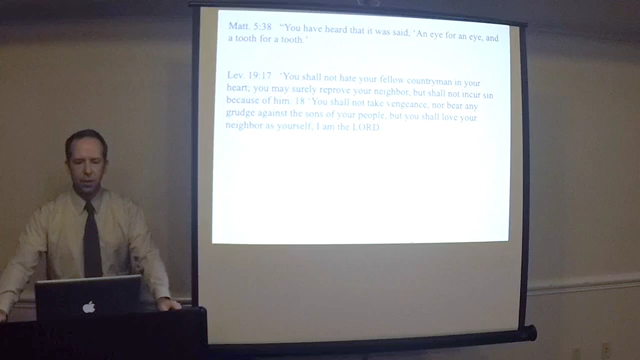 Matt. 5:38 “You have heard that it was said, ‘An eye for an eye, and
a tooth for a tooth.’
Lev. 19:17 ‘You shall not hate your fellow countryman in your
heart; you may surely reprove your neighbor, but shall not incur sin
because of him. 18 ‘You shall not take vengeance, nor bear any
grudge against the sons of your people, but you shall love your
neighbor as yourself, I am the LORD.